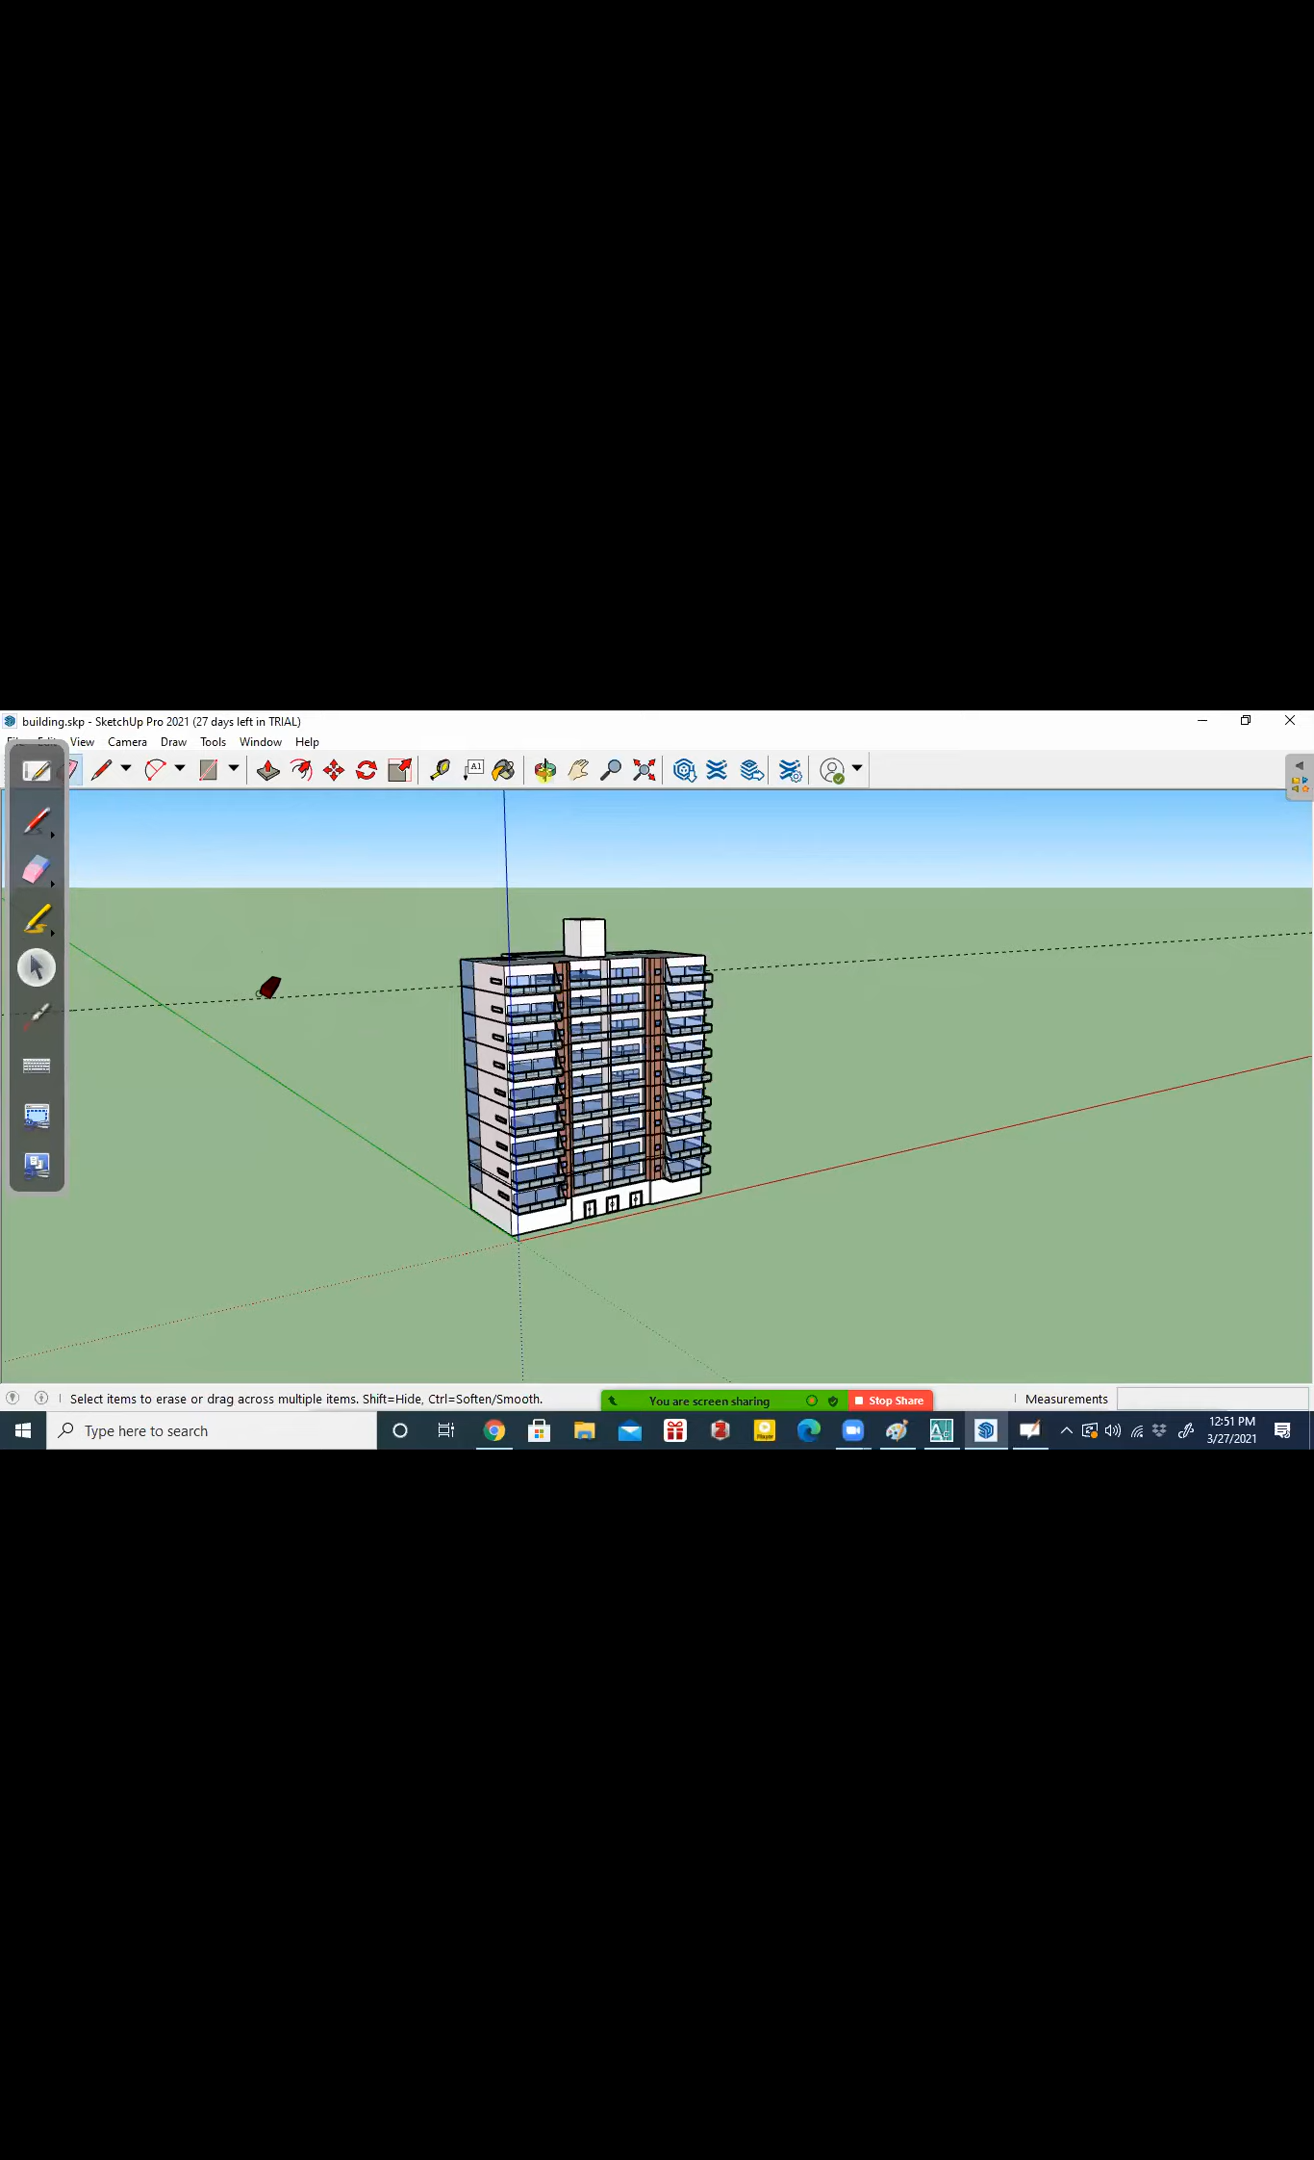 building.skp - SketchUp Pro 2021 (27 days left in TRIAL)
View Camera Draw Tools Window Help
A1
Select items to erase or drag across multiple items. Shift=Hide, Ctrl=Soften/Smooth.
You are screen sharing
Stop Share
Measurements
Type here to search
12:51 PM
3/27/2021